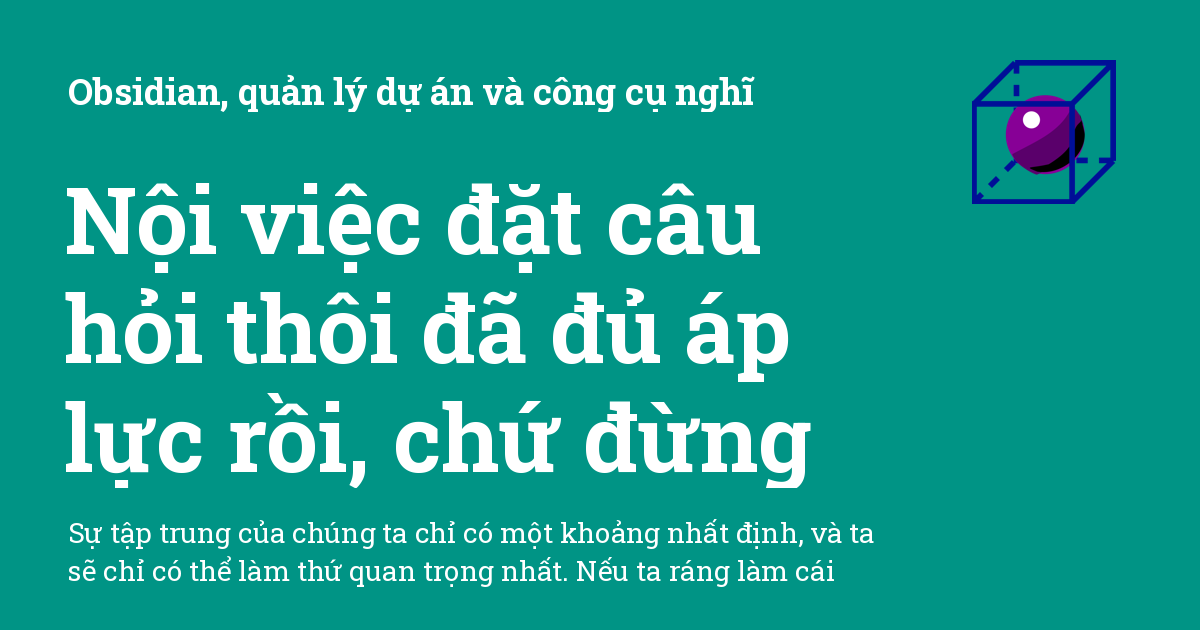 Obsidian, quản lý dự án và công cụ nghĩ
Nội việc đặt câu
hỏi thôi đã đủ áp
lực rồi, chứ đừng
Sự tập trung của chúng ta chỉ có một khoảng nhất định, và ta
sẽ chỉ có thể làm thứ quan trọng nhất. Nếu ta ráng làm cái